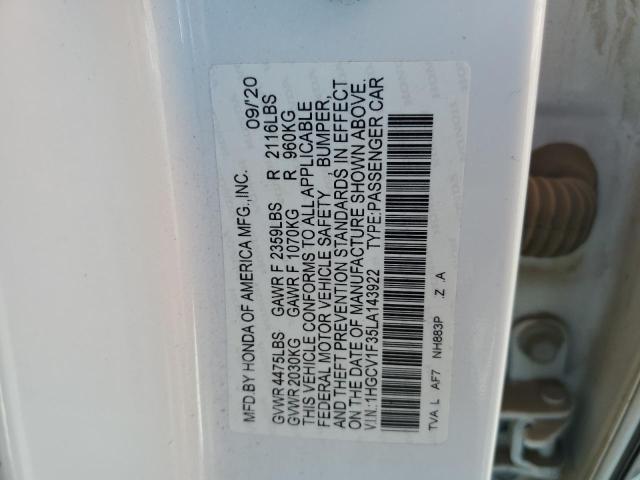 MFD.BY HONDA OF AMERICA MFG.,INC. 09/'20
GVWR 4475LBS GAWR F 2359LBS R 2116LBS
GVWR 2030KG GAWR F 1070KG R 960KG
THIS VEHICLE CONFORMS TO ALL APPLICABLE
FEDERAL MOTOR VEHICLE SAFETY , BUMPER,
AND THEFT PREVENTION STANDARDS IN EFFECT
ON THE DATE OF MANUFACTURE SHOWN ABOVE.
V.I.N.:1HGCV1F35LA143922 TYPE:PASSENGER CAR
TVA L AF7 NH883P .Z .A